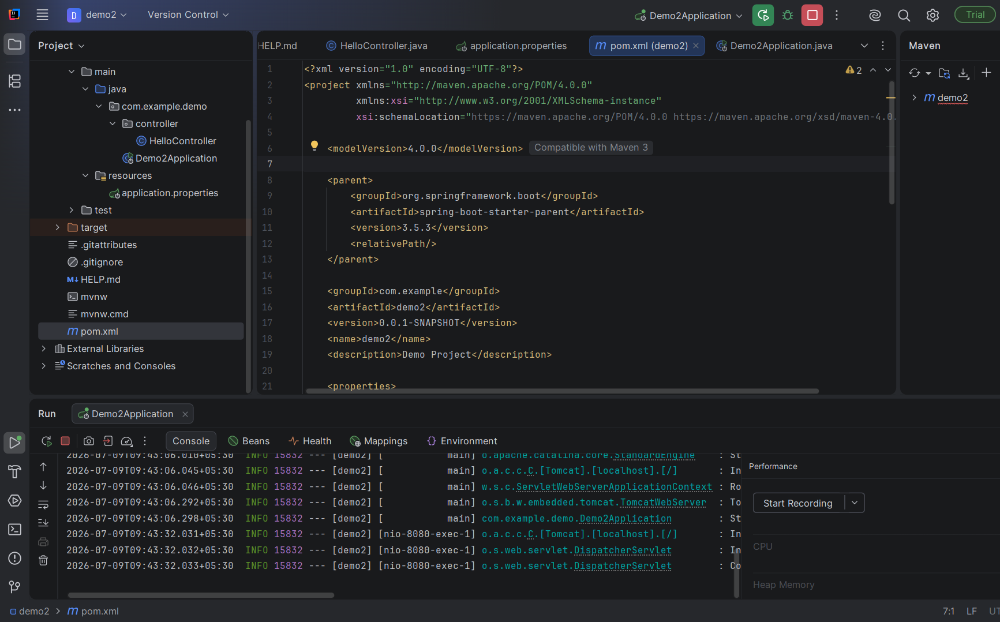 D demo2 Version Control Demo2Application Trial
Project
main
java
com.example.demo
controller
HelloController
Demo2Application
resources
application.properties
test
target
.gitattributes
.gitignore
M↓ HELP.md
mvnw
mvnw.cmd
m pom.xml
External Libraries
Scratches and Consoles
HELP.md HelloController.java application.properties m pom.xml (demo2) Demo2Application.java
2
1 <?xml version="1.0" encoding="UTF-8"?>
2 <project xmlns="http://maven.apache.org/POM/4.0.0"
3 xmlns:xsi="http://www.w3.org/2001/XMLSchema-instance"
4 xsi:schemaLocation="https://maven.apache.org/POM/4.0.0 https://maven.apache.org/xsd/maven-4.0.
5
6 <modelVersion>4.0.0</modelVersion> Compatible with Maven 3
7
8 <parent>
9 <groupId>org.springframework.boot</groupId>
10 <artifactId>spring-boot-starter-parent</artifactId>
11 <version>3.5.3</version>
12 <relativePath/>
13 </parent>
14
15 <groupId>com.example</groupId>
16 <artifactId>demo2</artifactId>
17 <version>0.0.1-SNAPSHOT</version>
18 <name>demo2</name>
19 <description>Demo Project</description>
20
21 <properties>
Maven
m demo2
Run Demo2Application
Console Beans Health Mappings Environment
2026-07-09T09:43:06.010+05:30 INFO 15832 --- [demo2] [ main] o.apache.catalina.core.StandardEngine : St
2026-07-09T09:43:06.045+05:30 INFO 15832 --- [demo2] [ main] o.a.c.c.C.[Tomcat].[localhost].[/] : In
2026-07-09T09:43:06.046+05:30 INFO 15832 --- [demo2] [ main] w.s.c.ServletWebServerApplicationContext : Ro
2026-07-09T09:43:06.292+05:30 INFO 15832 --- [demo2] [ main] o.s.b.w.embedded.tomcat.TomcatWebServer : To
2026-07-09T09:43:06.298+05:30 INFO 15832 --- [demo2] [ main] com.example.demo.Demo2Application : St
2026-07-09T09:43:32.031+05:30 INFO 15832 --- [demo2] [nio-8080-exec-1] o.a.c.c.C.[Tomcat].[localhost].[/] : In
2026-07-09T09:43:32.032+05:30 INFO 15832 --- [demo2] [nio-8080-exec-1] o.s.web.servlet.DispatcherServlet : In
2026-07-09T09:43:32.033+05:30 INFO 15832 --- [demo2] [nio-8080-exec-1] o.s.web.servlet.DispatcherServlet : Co
Performance
Start Recording
CPU
Heap Memory
demo2 m pom.xml 7:1 LF UT